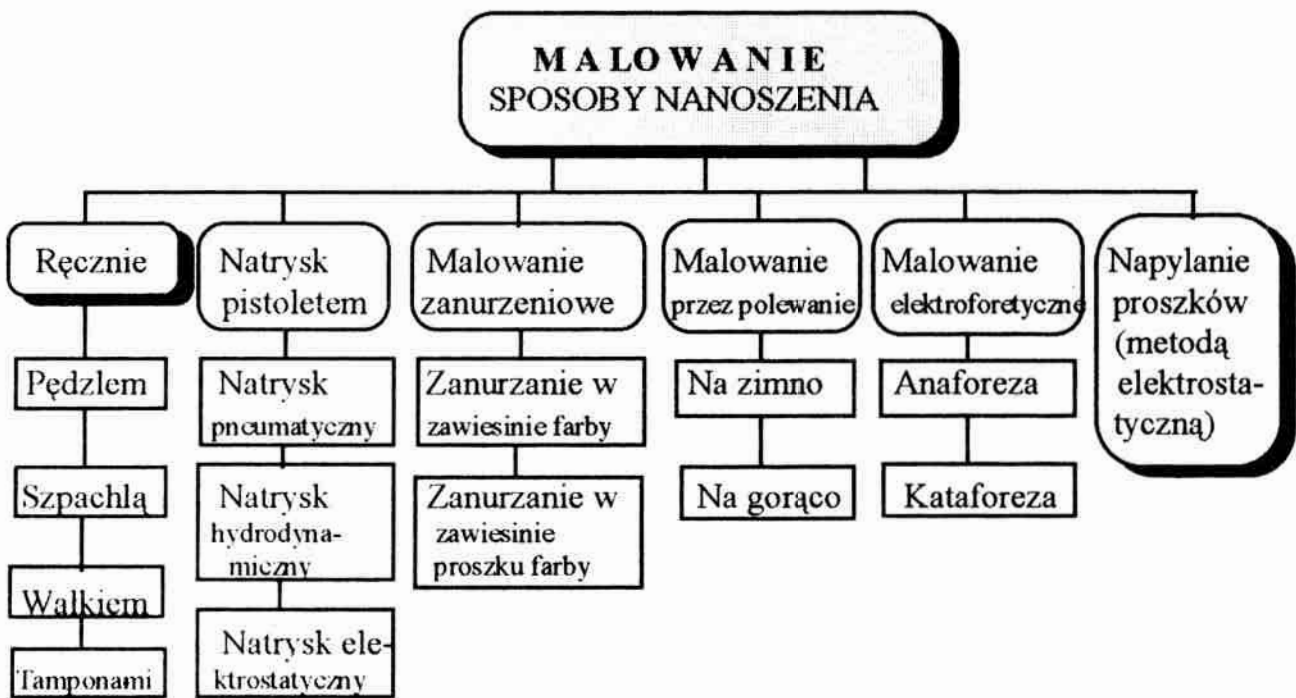 MALOWANIE
SPOSOBY NANOSZENIA
Ręcznie
Pędzlem
Szpachlą
Wałkiem
Tamponami
Natrysk
pistoletem
Natrysk
pneumatyczny
Natrysk
hydrodyna-
miczny
Natrysk ele-
ktrostatyczny
Malowanie
zanurzeniowe
Zanurzanie w
zawiesinie farby
Zanurzanie w
zawiesinie
proszku farby
Malowanie
przez polewanie
Na zimno
Na gorąco
Malowanie
elektroforetyczne
Anaforeza
Kataforeza
Napylanie
proszków
(metodą
elektrosta-
tyczną)